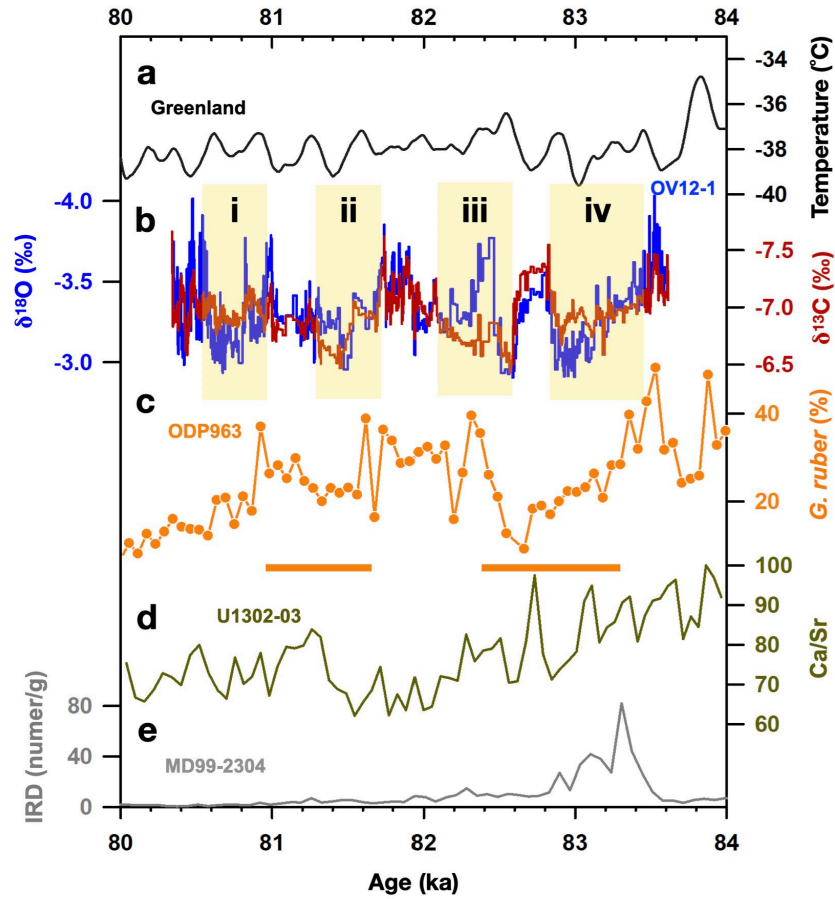 80 81 82 83 84
a
Greenland
-34
-36
-38
-40
Temperature (˚C)
OV12-1
b
i ii iii iv
-4.0
-3.5
-3.0
δ18O (‰)
-7.5
-7.0
-6.5
δ13C (‰)
c
ODP963
40
20
G. ruber (%)
d
U1302-03
100
90
80
70
60
Ca/Sr
e
MD99-2304
80
40
0
IRD (numer/g)
80 81 82 83 84
Age (ka)